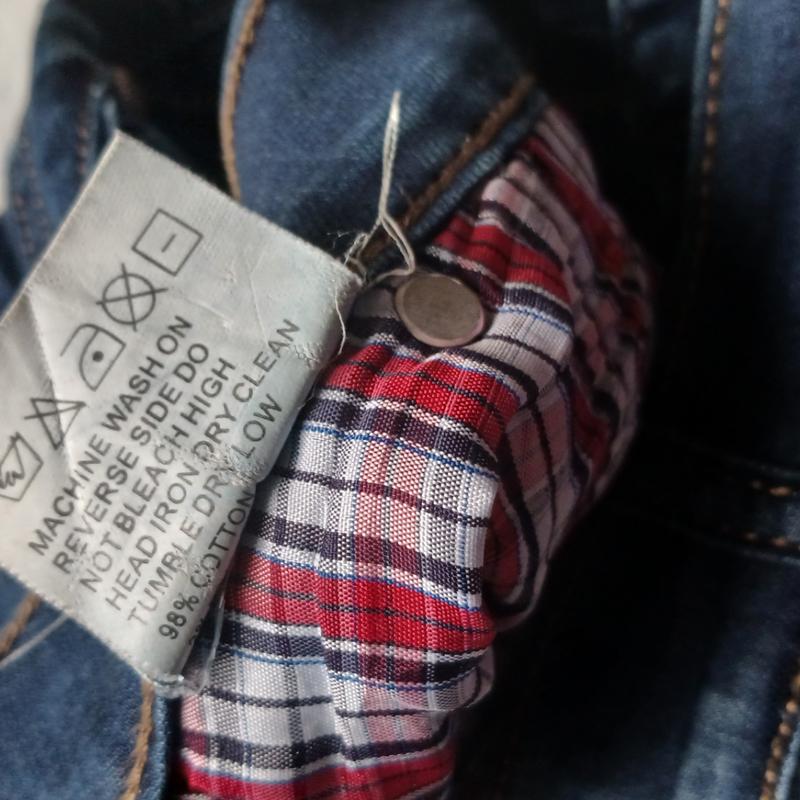 MACHINE WASH ON
REVERSE SIDE DO
NOT BLEACH HIGH
HEAD IRON DRY CLEAN
TUMBLE DRY LOW
98% COTTON